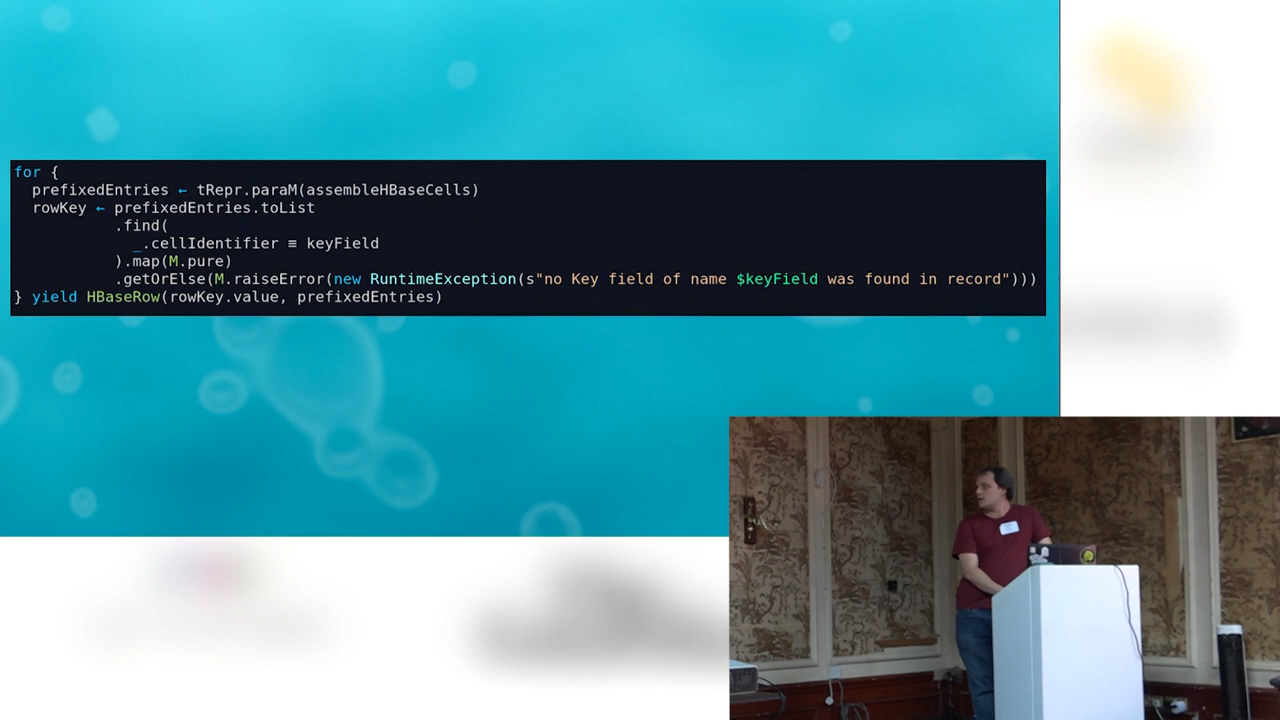 for {
  prefixedEntries ← tRepr.paraM(assembleHBaseCells)
  rowKey ← prefixedEntries.toList
           .find(
             _.cellIdentifier ≡ keyField
           ).map(M.pure)
           .getOrElse(M.raiseError(new RuntimeException(s"no Key field of name $keyField was found in record")))
} yield HBaseRow(rowKey.value, prefixedEntries)